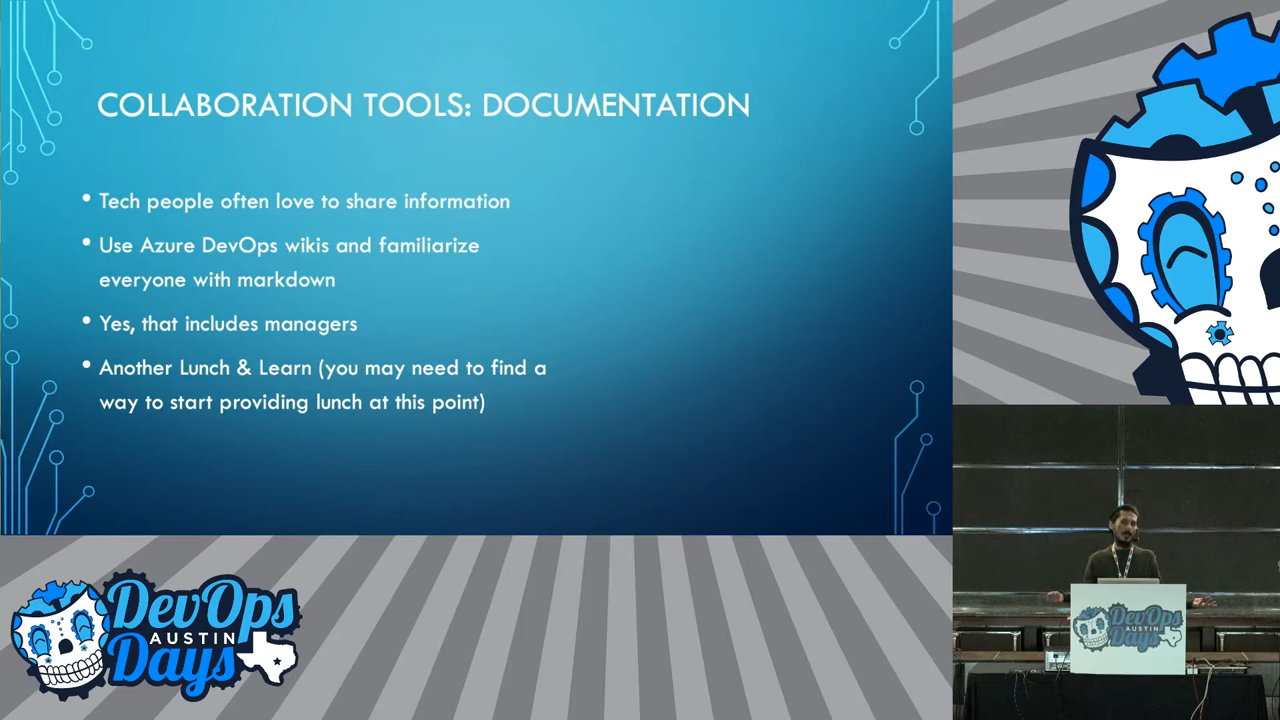 COLLABORATION TOOLS: DOCUMENTATION
• Tech people often love to share information
• Use Azure DevOps wikis and familiarize
everyone with markdown
• Yes, that includes managers
• Another Lunch & Learn (you may need to find a
way to start providing lunch at this point)
DevOps
AUSTIN
Days
DevOps
AUSTIN
Days